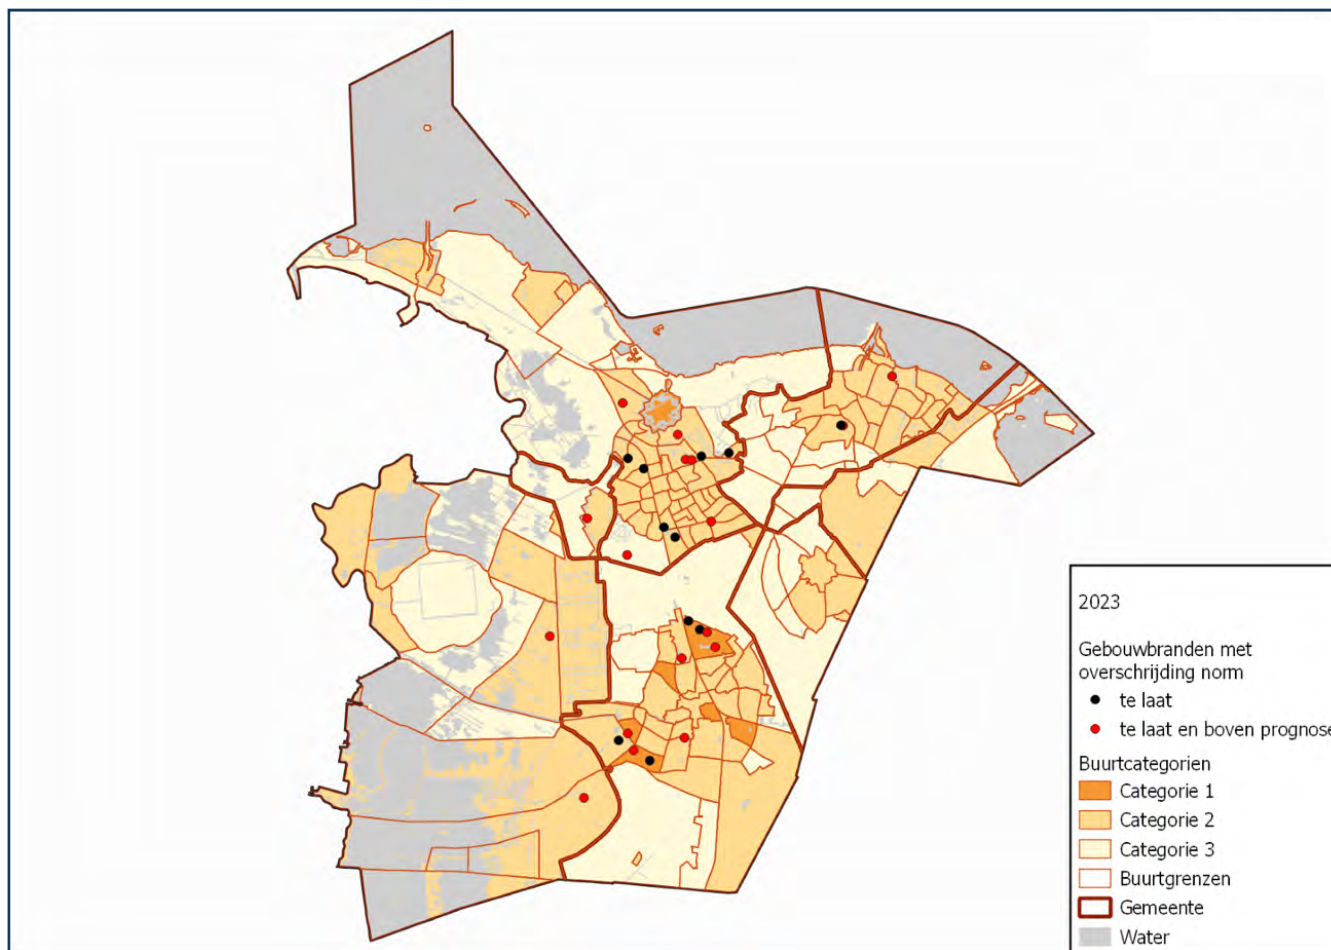 2023
Gebouwbranden met
overschrijding norm
te laat
te laat en boven prognose
Buurtcategorien
Categorie 1
Categorie 2
Categorie 3
Buurtgrenzen
Gemeente
Water